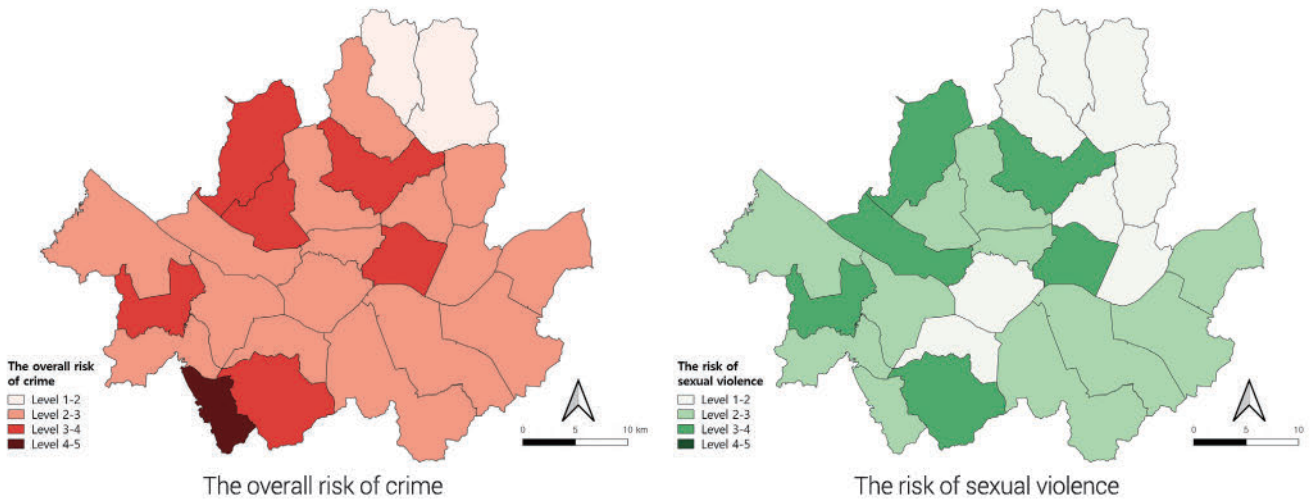 The overall risk
of crime
Level 1-2
Level 2-3
Level 3-4
Level 4-5
0 5 10 km
The overall risk of crime
The risk of
sexual violence
Level 1-2
Level 2-3
Level 3-4
Level 4-5
0 5 10
The risk of sexual violence